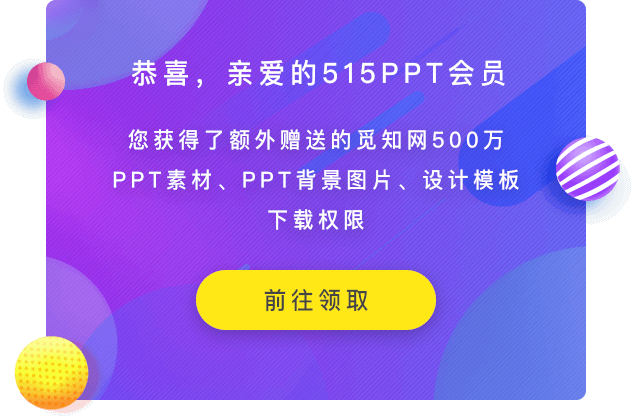 恭喜，亲爱的515PPT会员
您获得了额外赠送的觅知网500万
PPT素材、PPT背景图片、设计模板
下载权限
前往领取